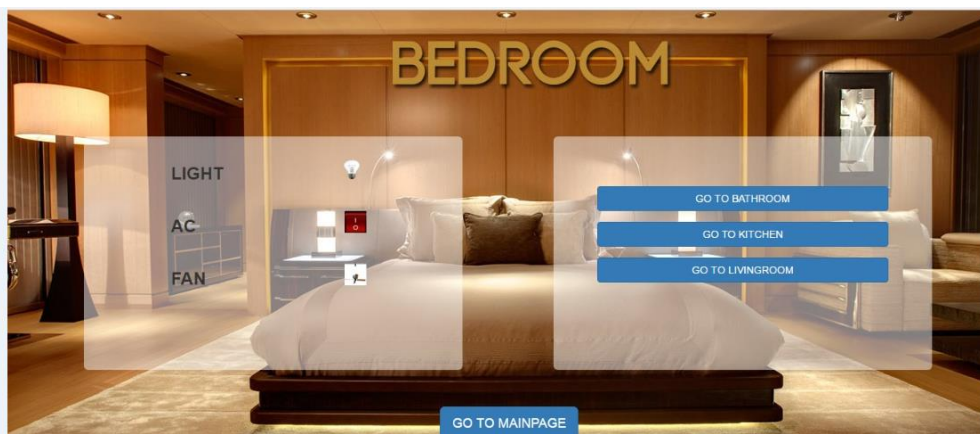 BEDROOM
LIGHT
AC
FAN
GO TO BATHROOM
GO TO KITCHEN
GO TO LIVINGROOM
GO TO MAINPAGE